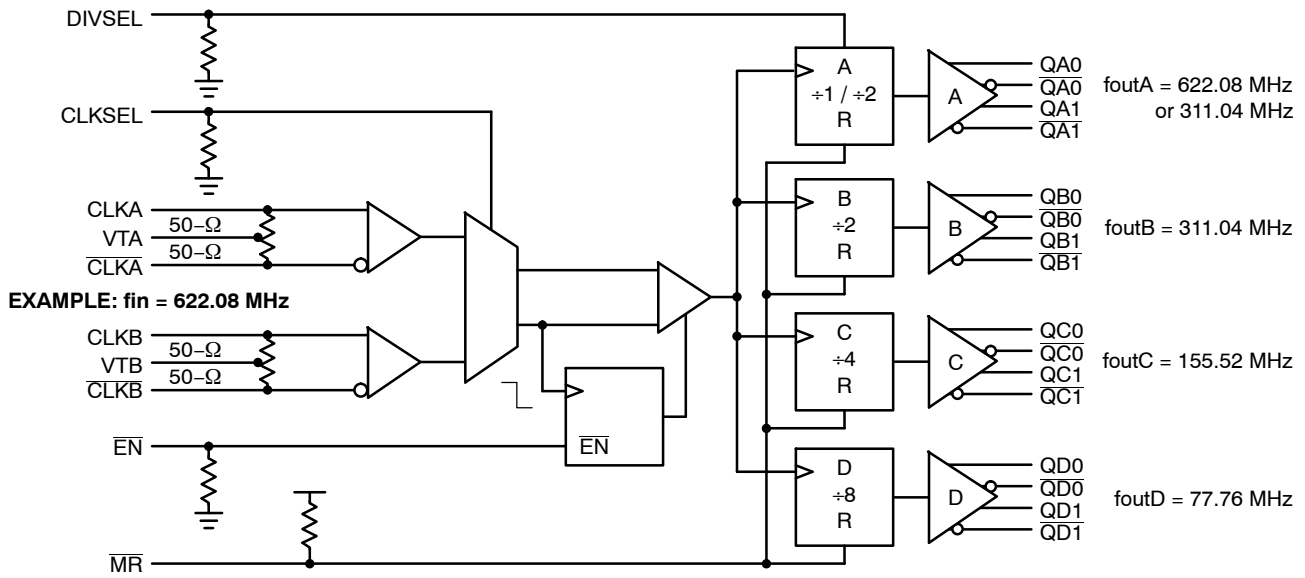 DIVSEL
CLKSEL
CLKA
50–Ω
VTA
50–Ω
CLKA
EXAMPLE: fin = 622.08 MHz
CLKB
50–Ω
VTB
50–Ω
CLKB
EN
MR
EN
A
÷1 / ÷2
R
B
÷2
R
C
÷4
R
D
÷8
R
A
QA0
QA0
QA1
QA1
foutA = 622.08 MHz
or 311.04 MHz
B
QB0
QB0
QB1
QB1
foutB = 311.04 MHz
C
QC0
QC0
QC1
QC1
foutC = 155.52 MHz
D
QD0
QD0
QD1
QD1
foutD = 77.76 MHz